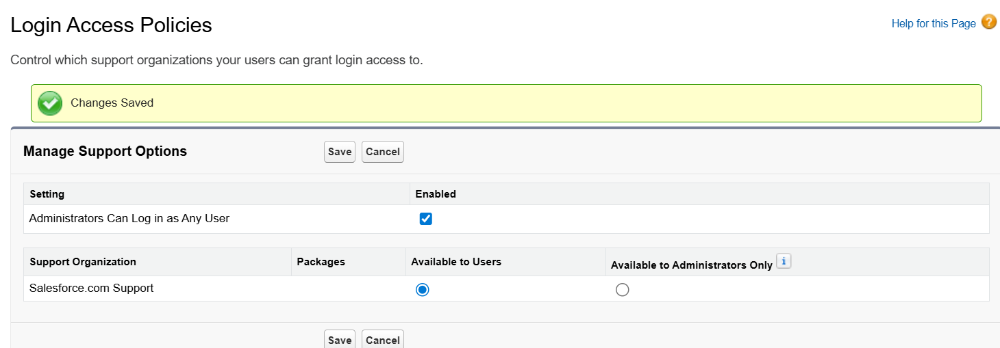 Login Access Policies
Help for this Page ?
Control which support organizations your users can grant login access to.
Changes Saved
Manage Support Options Save Cancel
Setting Enabled
Administrators Can Log in as Any User
Support Organization Packages Available to Users Available to Administrators Only i
Salesforce.com Support
Save Cancel